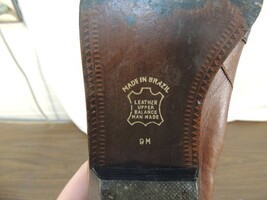 MADE IN BRAZIL
LEATHER
UPPER
BALANCE
MAN MADE
9M